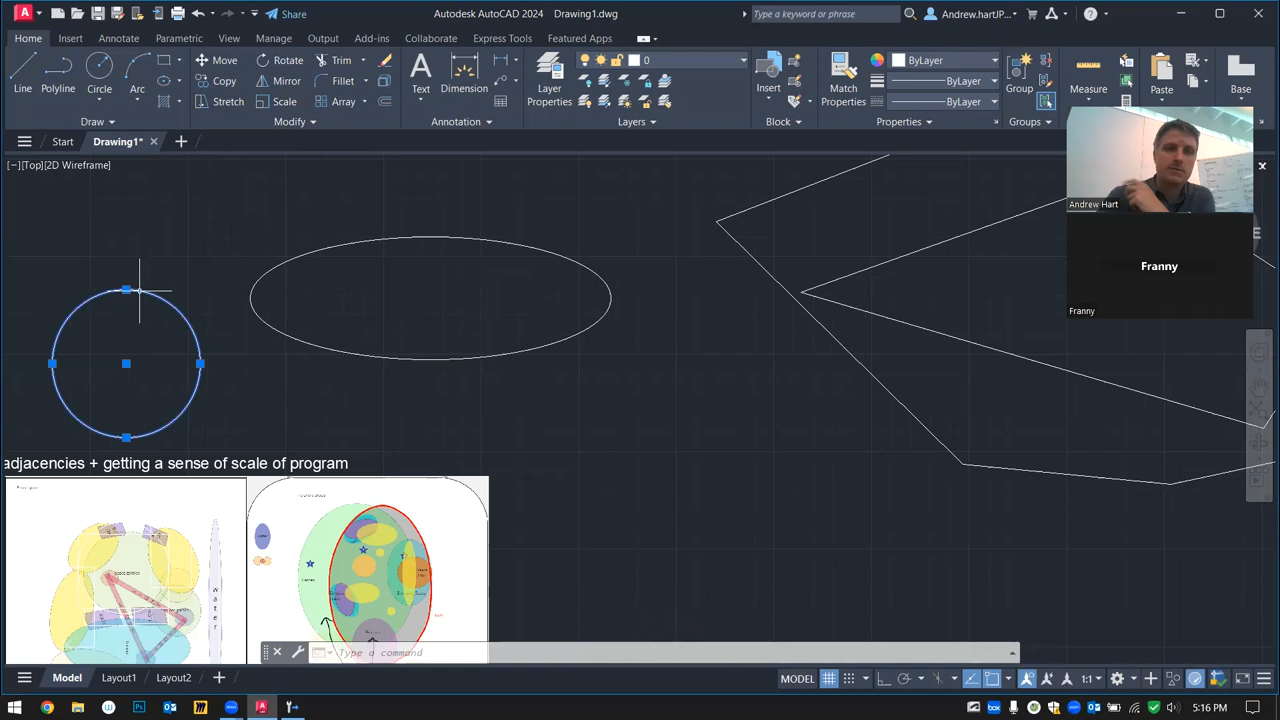 Share
Autodesk AutoCAD 2024 Drawing1.dwg
Type a keyword or phrase
Andrew.hartJP...
Home Insert Annotate Parametric View Manage Output Add-ins Collaborate Express Tools Featured Apps
Line Polyline Circle Arc
Move Rotate Trim
Copy Mirror Fillet
Stretch Scale Array
Text Dimension
Layer Properties
0
Insert
Match Properties
ByLayer
ByLayer
ByLayer
Group
Measure
Paste
Base
Draw Modify Annotation Layers Block Properties Groups
Start Drawing1*
[−][Top][2D Wireframe]
Andrew Hart
Franny
Franny
adjacencies + getting a sense of scale of program
Water
Type a command
Model Layout1 Layout2
MODEL 1:1
5:16 PM